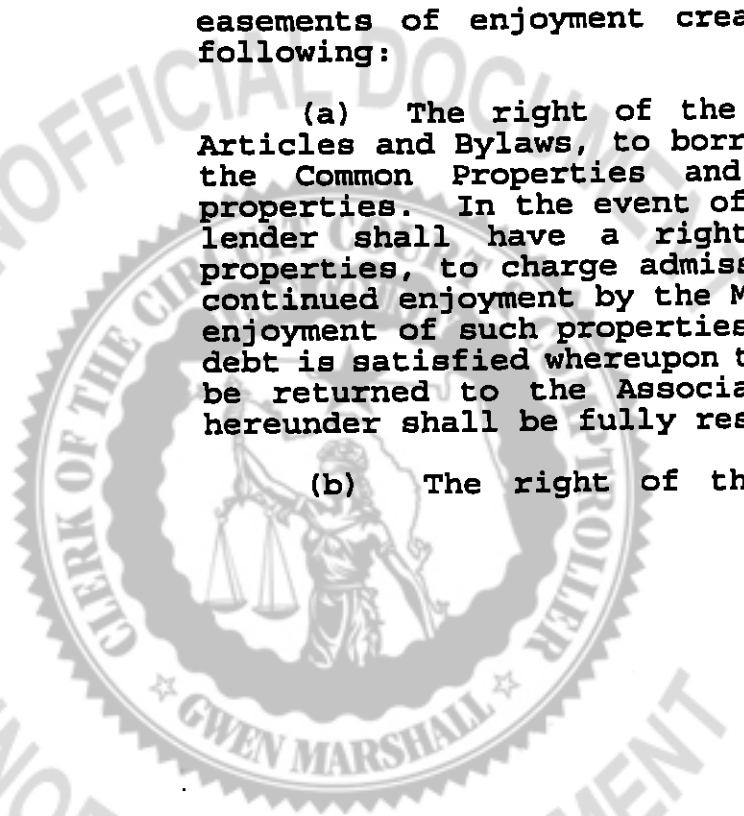 easements of enjoyment crea
following:
(a) The right of the
Articles and Bylaws, to borr
the Common Properties and
properties. In the event of
lender shall have a right
properties, to charge admiss
continued enjoyment by the M
enjoyment of such properties
debt is satisfied whereupon t
be returned to the Associa
hereunder shall be fully res
(b) The right of th
UNOFFICIAL DOCUMENT
CLERK OF THE CIRCUIT COURT & COMPTROLLER
GWEN MARSHALL